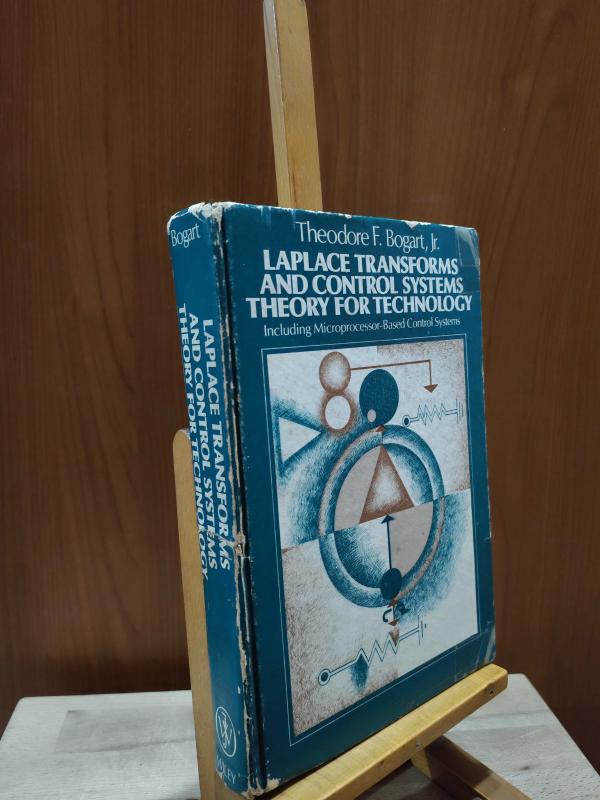 Theodore F. Bogart, Jr.
LAPLACE TRANSFORMS
AND CONTROL SYSTEMS
THEORY FOR TECHNOLOGY
Including Microprocessor-Based Control Systems
Bogart
LAPLACE TRANSFORMS
AND CONTROL SYSTEMS
THEORY FOR TECHNOLOGY
WILEY